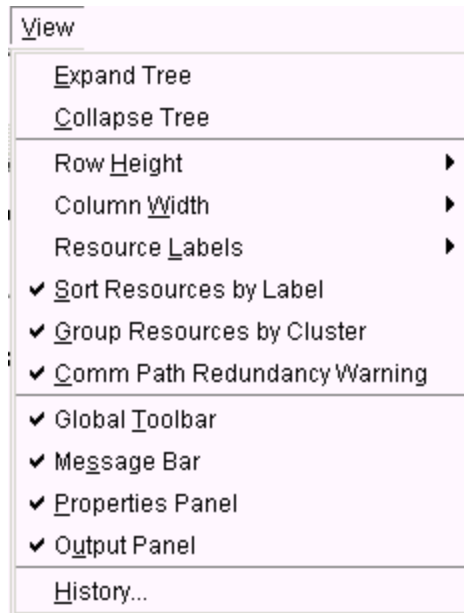 View
Expand Tree
Collapse Tree
Row Height
Column Width
Resource Labels
Sort Resources by Label
Group Resources by Cluster
Comm Path Redundancy Warning
Global Toolbar
Message Bar
Properties Panel
Output Panel
History...